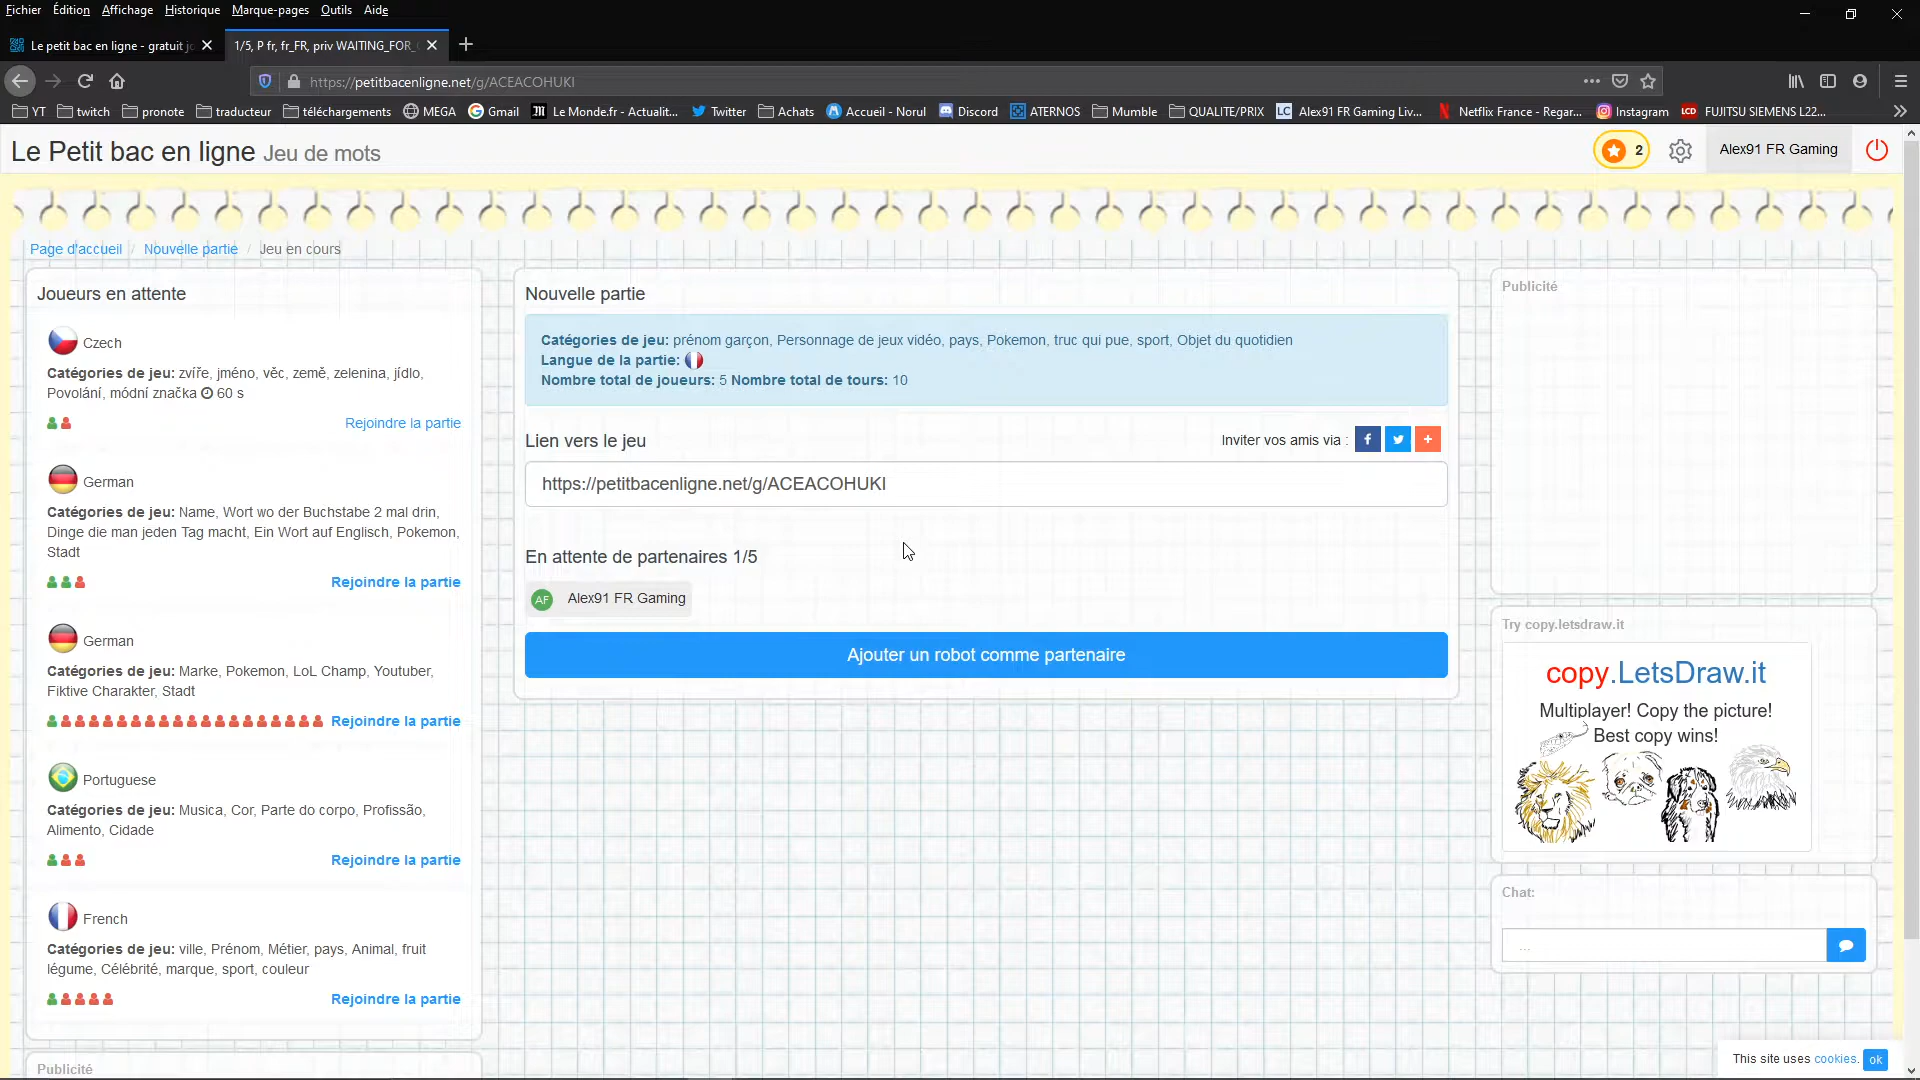 Fichier Édition Affichage Historique Marque-pages Outils Aide
Le petit bac en ligne - gratuit jo
1/5, P fr, fr_FR, priv WAITING_FOR_
https://petitbacenligne.net/g/ACEACOHUKI
YT twitch pronote traducteur téléchargements MEGA Gmail Le Monde.fr - Actualit... Twitter Achats Accueil - Norul Discord ATERNOS Mumble QUALITE/PRIX LC Alex91 FR Gaming Liv... Netflix France - Regar... Instagram LCD FUJITSU SIEMENS L22...
Le Petit bac en ligne Jeu de mots
2
Alex91 FR Gaming
Page d'accueil / Nouvelle partie / Jeu en cours
Joueurs en attente
Czech
Catégories de jeu: zvíře, jméno, věc, země, zelenina, jídlo,
Povolání, módní značka 60 s
Rejoindre la partie
German
Catégories de jeu: Name, Wort wo der Buchstabe 2 mal drin,
Dinge die man jeden Tag macht, Ein Wort auf Englisch, Pokemon,
Stadt
Rejoindre la partie
German
Catégories de jeu: Marke, Pokemon, LoL Champ, Youtuber,
Fiktive Charakter, Stadt
Rejoindre la partie
Portuguese
Catégories de jeu: Musica, Cor, Parte do corpo, Profissão,
Alimento, Cidade
Rejoindre la partie
French
Catégories de jeu: ville, Prénom, Métier, pays, Animal, fruit
légume, Célébrité, marque, sport, couleur
Rejoindre la partie
Publicité
Nouvelle partie
Catégories de jeu: prénom garçon, Personnage de jeux vidéo, pays, Pokemon, truc qui pue, sport, Objet du quotidien
Langue de la partie:
Nombre total de joueurs: 5 Nombre total de tours: 10
Lien vers le jeu
Inviter vos amis via :
https://petitbacenligne.net/g/ACEACOHUKI
En attente de partenaires 1/5
AF Alex91 FR Gaming
Ajouter un robot comme partenaire
Publicité
Try copy.letsdraw.it
copy.LetsDraw.it
Multiplayer! Copy the picture!
Best copy wins!
Chat:
...
This site uses cookies. ok